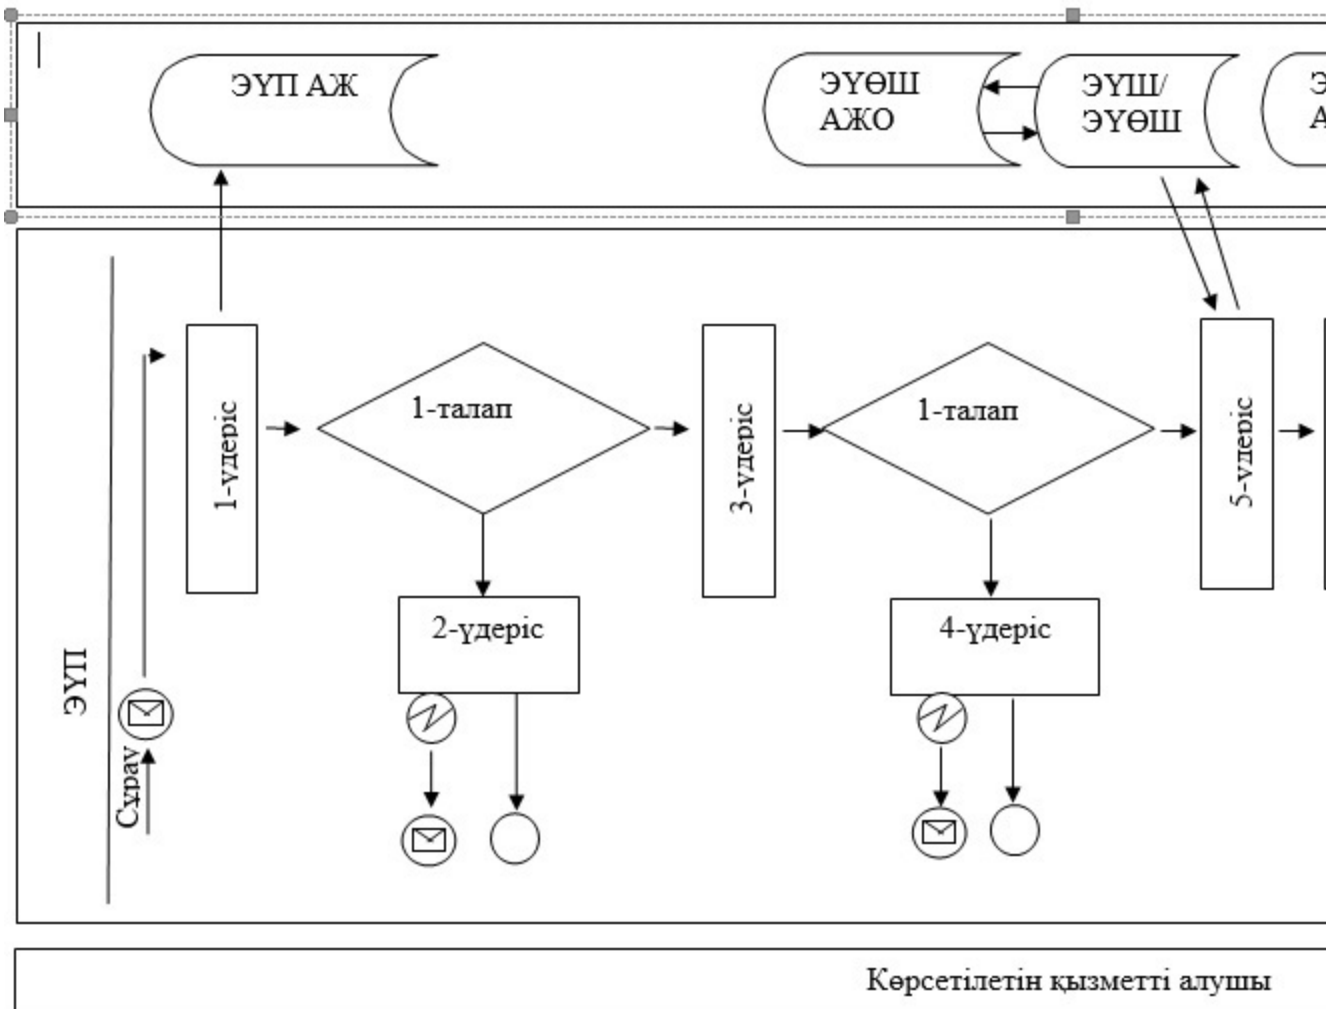 ЭҮП АЖ
ЭҮӨШ
АЖО
ЭҮШ/
ЭҮӨШ
Э
А
1-үдеріс
1-талап
3-үдеріс
1-талап
5-үдеріс
2-үдеріс
4-үдеріс
ЭҮП
Сұрау
Көрсетілетін қызметті алушы